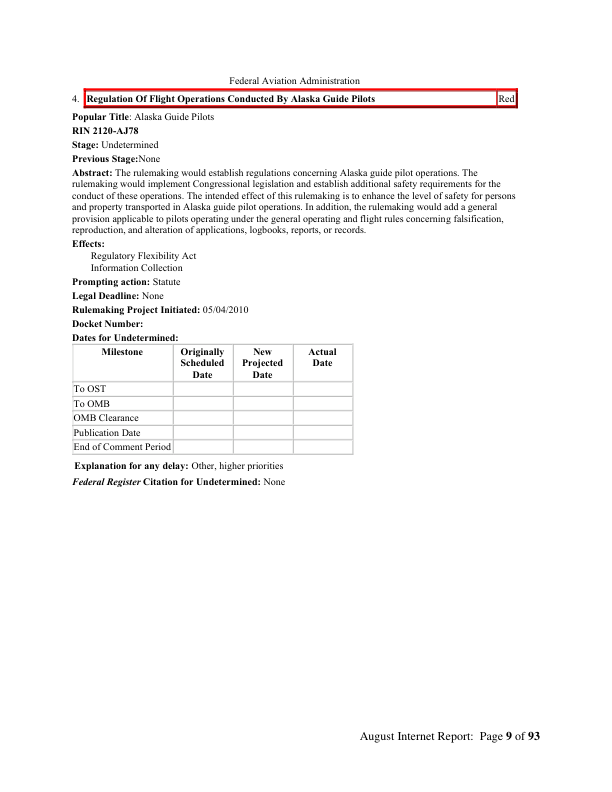 Federal Aviation Administration
4. Regulation Of Flight Operations Conducted By Alaska Guide Pilots Red
Popular Title: Alaska Guide Pilots
RIN 2120-AJ78
Stage: Undetermined
Previous Stage:None
Abstract: The rulemaking would establish regulations concerning Alaska guide pilot operations. The
rulemaking would implement Congressional legislation and establish additional safety requirements for the
conduct of these operations. The intended effect of this rulemaking is to enhance the level of safety for persons
and property transported in Alaska guide pilot operations. In addition, the rulemaking would add a general
provision applicable to pilots operating under the general operating and flight rules concerning falsification,
reproduction, and alteration of applications, logbooks, reports, or records.
Effects:
Regulatory Flexibility Act
Information Collection
Prompting action: Statute
Legal Deadline: None
Rulemaking Project Initiated: 05/04/2010
Docket Number:
Dates for Undetermined:
Milestone Originally New Actual
Scheduled Projected Date
Date Date
To OST
To OMB
OMB Clearance
Publication Date
End of Comment Period
Explanation for any delay: Other, higher priorities
Federal Register Citation for Undetermined: None
August Internet Report: Page 9 of 93